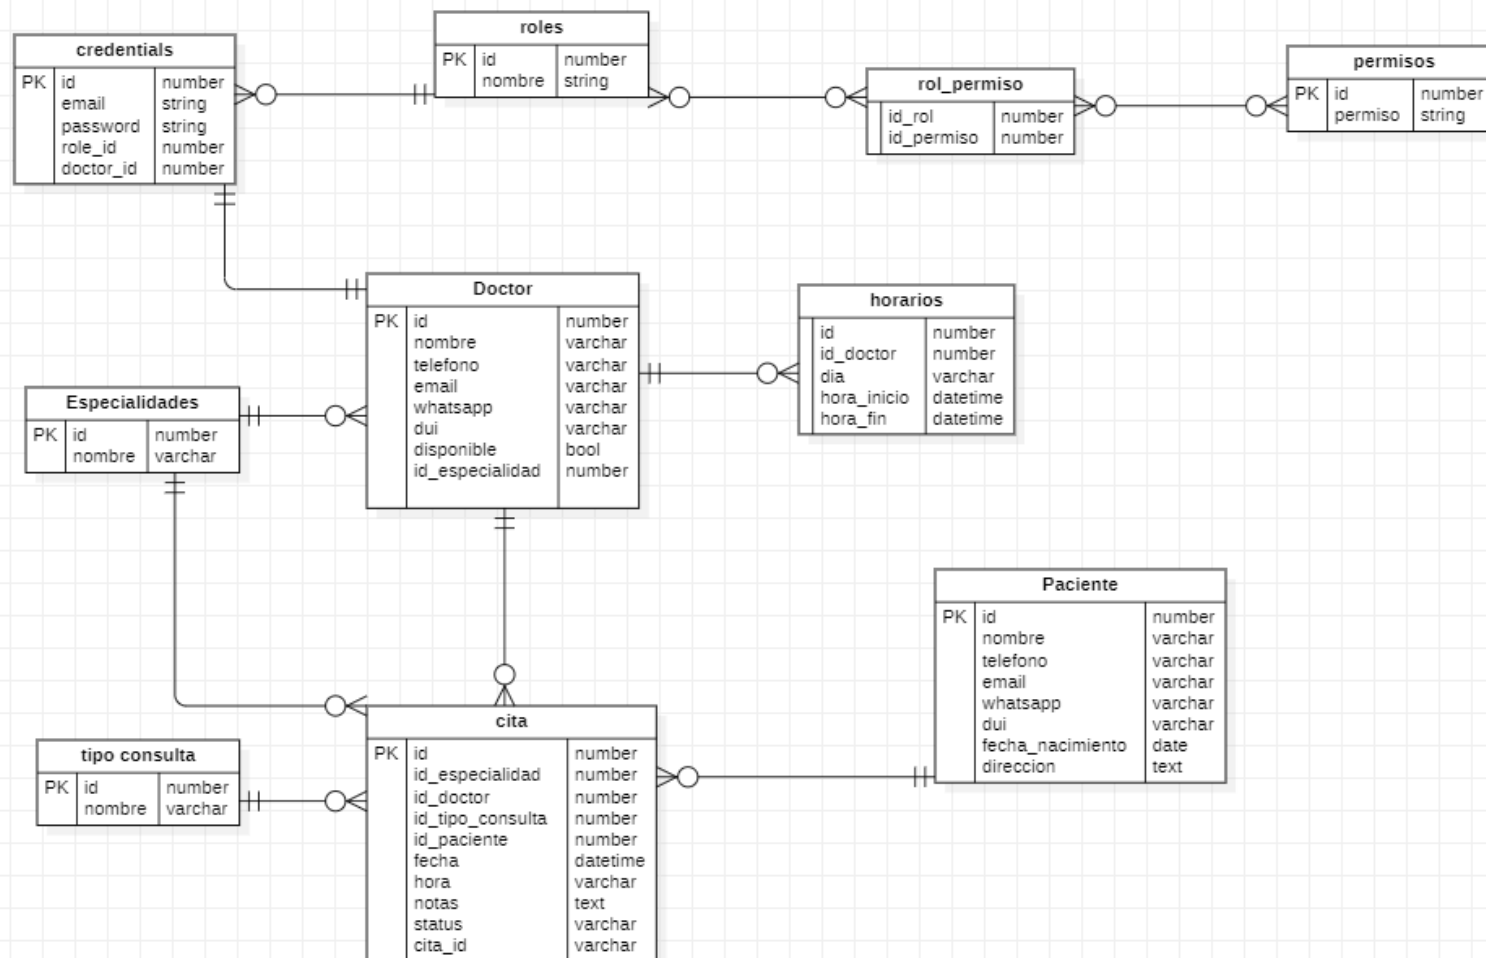 credentials
PK id number
email string
password string
role_id number
doctor_id number
roles
PK id number
nombre string
rol_permiso
id_rol number
id_permiso number
permisos
PK id number
permiso string
Doctor
PK id number
nombre varchar
telefono varchar
email varchar
whatsapp varchar
dui varchar
disponible bool
id_especialidad number
horarios
id number
id_doctor number
dia varchar
hora_inicio datetime
hora_fin datetime
Especialidades
PK id number
nombre varchar
Paciente
PK id number
nombre varchar
telefono varchar
email varchar
whatsapp varchar
dui varchar
fecha_nacimiento date
direccion text
tipo consulta
PK id number
nombre varchar
cita
PK id number
id_especialidad number
id_doctor number
id_tipo_consulta number
id_paciente number
fecha datetime
hora varchar
notas text
status varchar
cita_id varchar